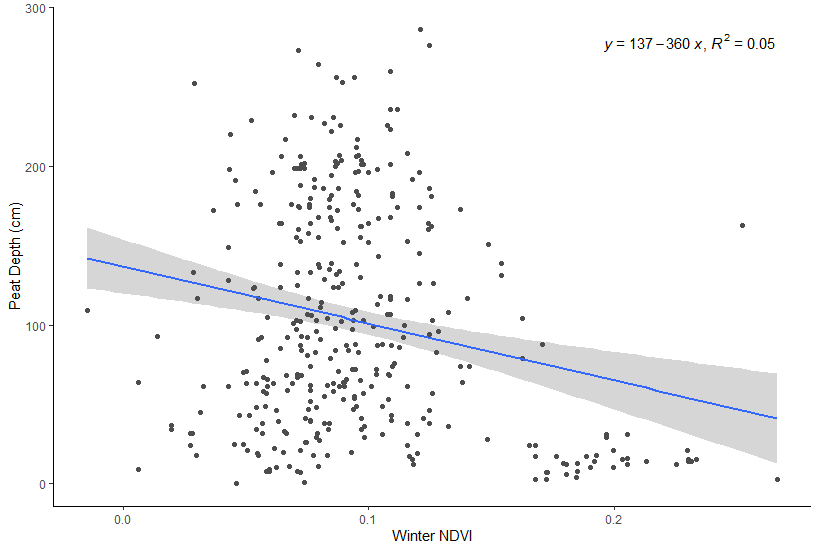 300
y = 137 − 360 x, R² = 0.05
200
Peat Depth (cm)
100
0
0.0 0.1 0.2
Winter NDVI